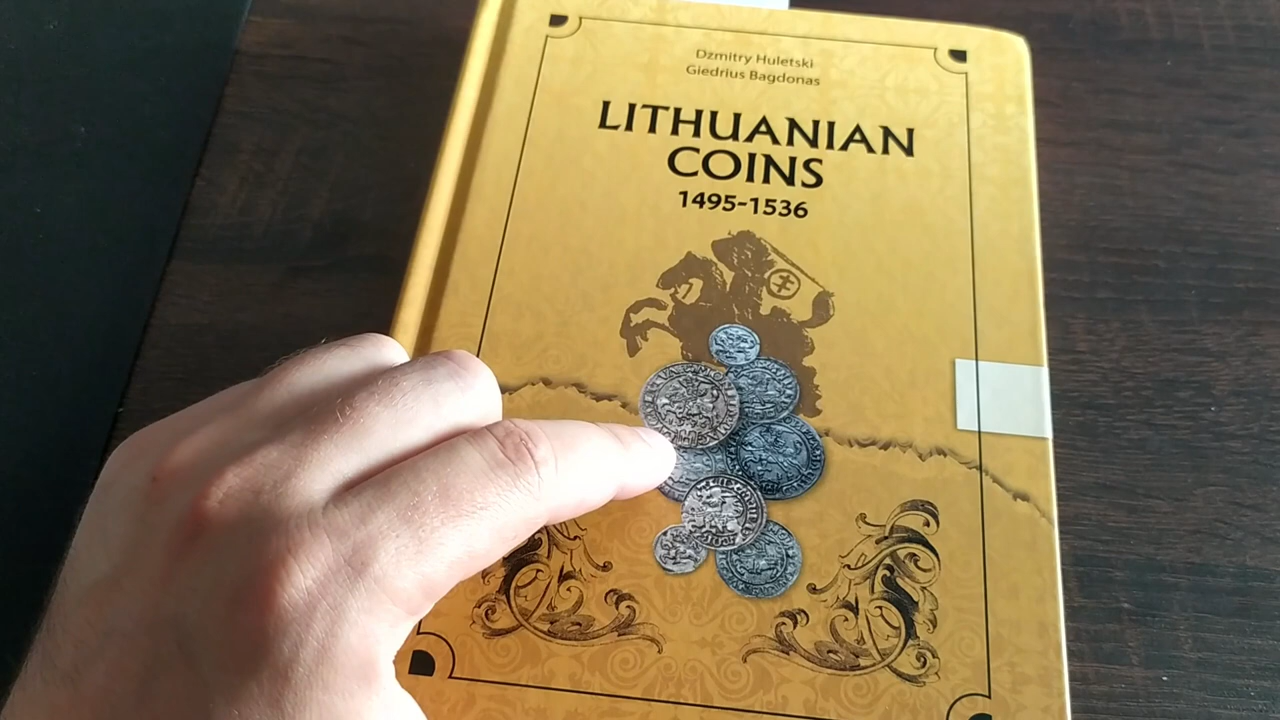 Dzmitry Huletski
Giedrius Bagdonas
LITHUANIAN
COINS
1495-1536